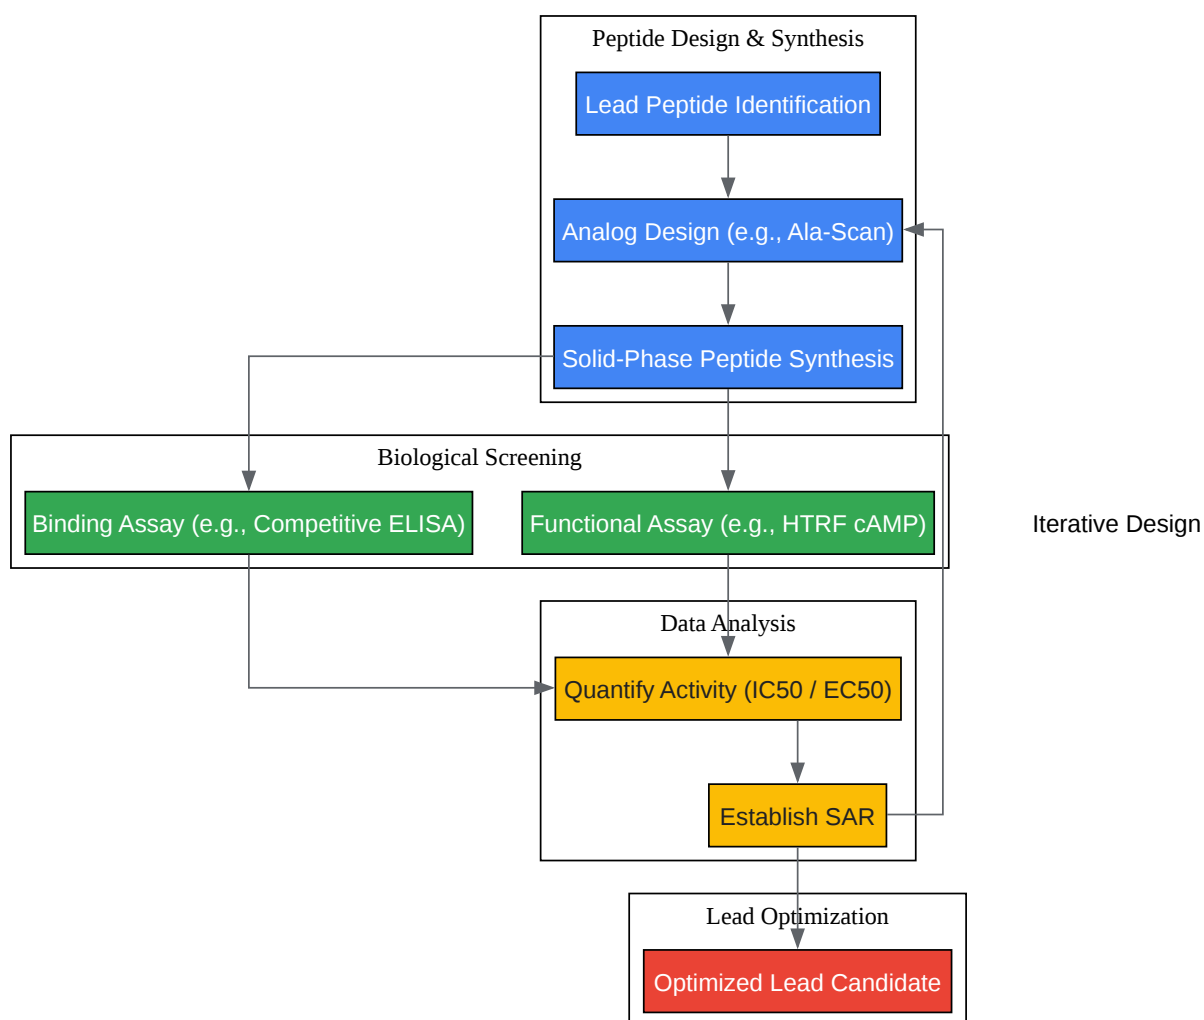 Peptide Design & Synthesis
Lead Peptide Identification
Analog Design (e.g., Ala-Scan)
Solid-Phase Peptide Synthesis
Biological Screening
Binding Assay (e.g., Competitive ELISA)
Functional Assay (e.g., HTRF cAMP)
Iterative Design
Data Analysis
Quantify Activity (IC50 / EC50)
Establish SAR
Lead Optimization
Optimized Lead Candidate